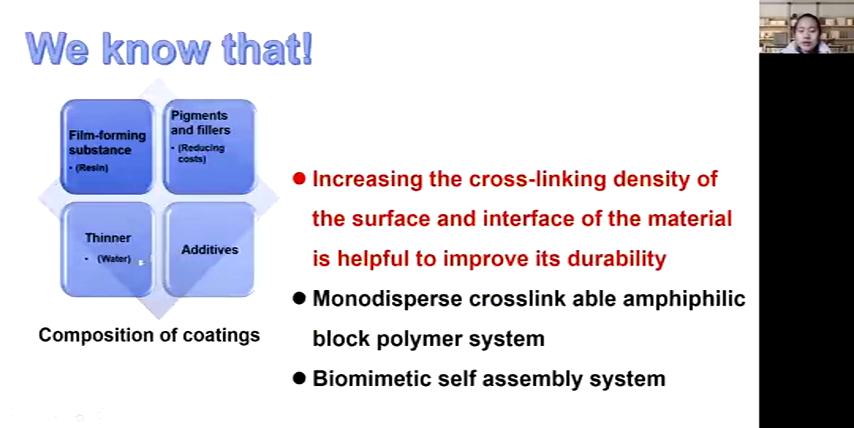 We know that!
Film-forming
substance
• (Resin)
Pigments
and fillers
• (Reducing
costs)
Thinner
• (Water)
Additives
Composition of coatings
● Increasing the cross-linking density of
the surface and interface of the material
is helpful to improve its durability
● Monodisperse crosslink able amphiphilic
block polymer system
● Biomimetic self assembly system